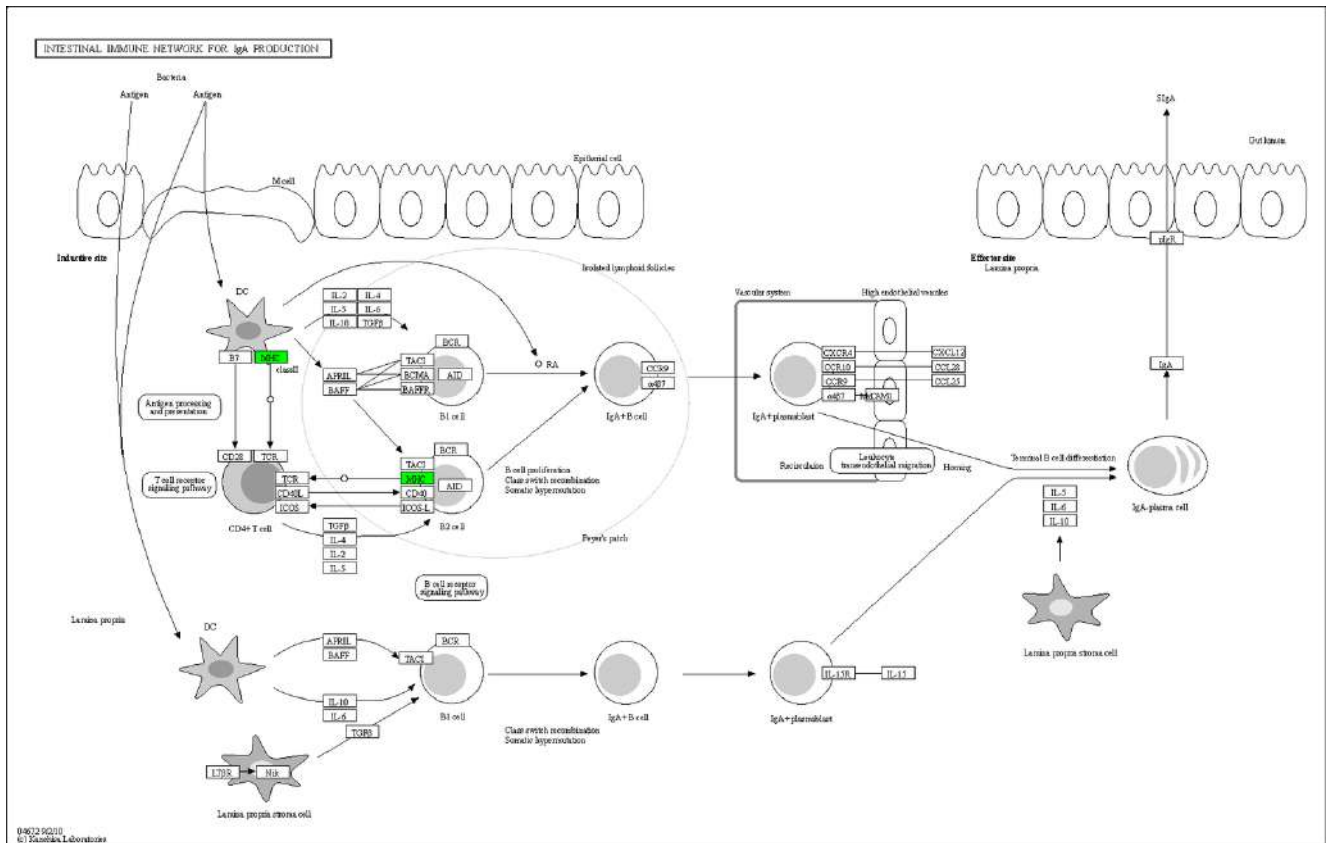 INTESTINAL IMMUNE NETWORK FOR IgA PRODUCTION
Bacteria
Antigen
Antigen
M cell
Epitherial cell
Inductive site
Isolated lymphoid follicles
DC
IL-2
IL-4
IL-5
IL-6
IL-10
TGFβ
B7
MHC
classII
RA
BCR
TACI
BCMA
BAFFR
AID
APRIL
BAFF
B1 cell
CCR9
α4β7
IgA+ B cell
Antigen processing
and presentation
CD28
TCR
T cell receptor
signaling pathway
TCR
CD40L
ICOS
CD4+ T cell
BCR
TACI
MHC
CD40
ICOS-L
AID
B2 cell
B cell proliferation
Class switch recombination
Somatic hypermutation
TGFβ
IL-4
IL-2
IL-5
Peyer's patch
B cell receptor
signaling pathway
Lamina propria
DC
APRIL
BAFF
IL-10
IL-6
TGFβ
TACI
BCR
B1 cell
Class switch recombination
Somatic hypermutation
IgA+ B cell
IgA+ plasmablast
IL-15R
IL-15
LTβR
Nik
Lamina propria stroma cell
Vascular system
High endothelial venules
CXCR4
CXCL12
CCR10
CCL28
CCR9
CCL25
α4β7
MAdCAM1
IgA+ plasmablast
Recirculaion
Leukocyte
transendothelial migration
Homing
Terminal B cell differentiation
IL-5
IL-6
IL-10
Lamina propria stroma cell
SIgA
Gut lumen
pIgR
Effector site
Lamina propria
IgA
IgA plasma cell
04672 9/2/10
(c) Kanehisa Laboratories